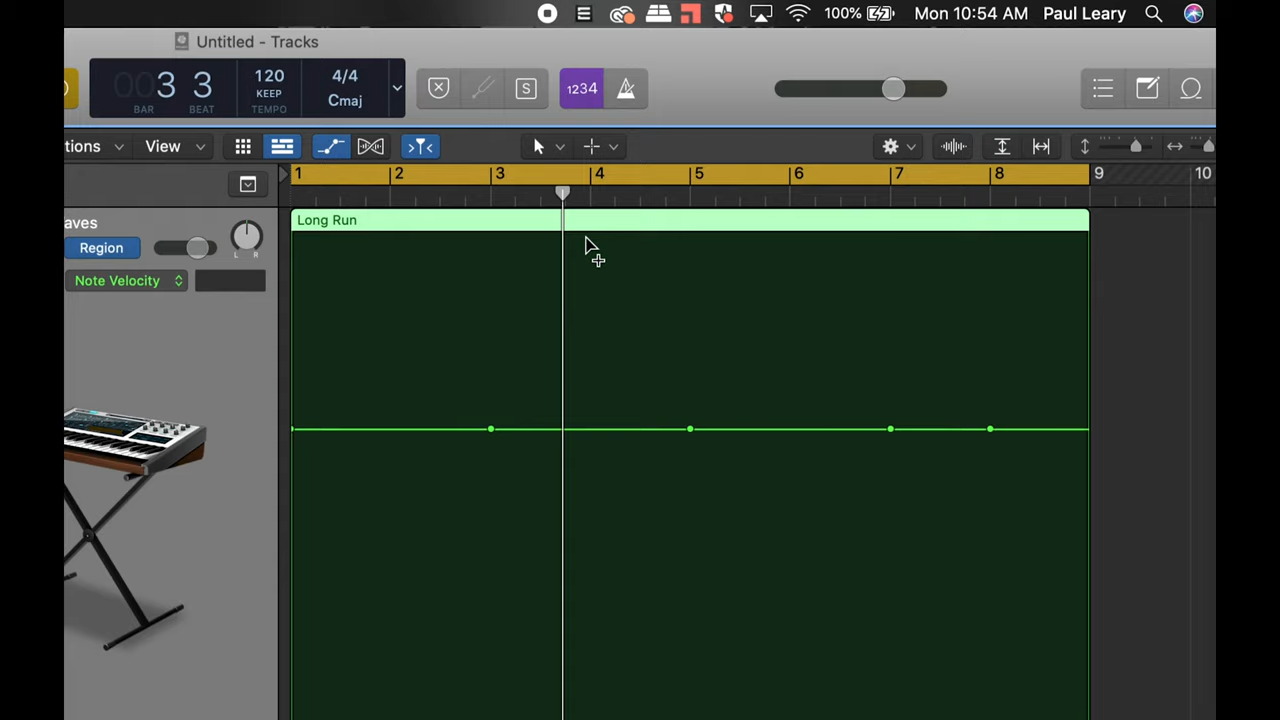 100% Mon 10:54 AM Paul Leary
Untitled - Tracks
003 3 120 4/4
KEEP Cmaj
BAR BEAT TEMPO
S 1234
tions View
1 2 3 4 5 6 7 8 9 10
Long Run
aves
L R
Region
Note Velocity